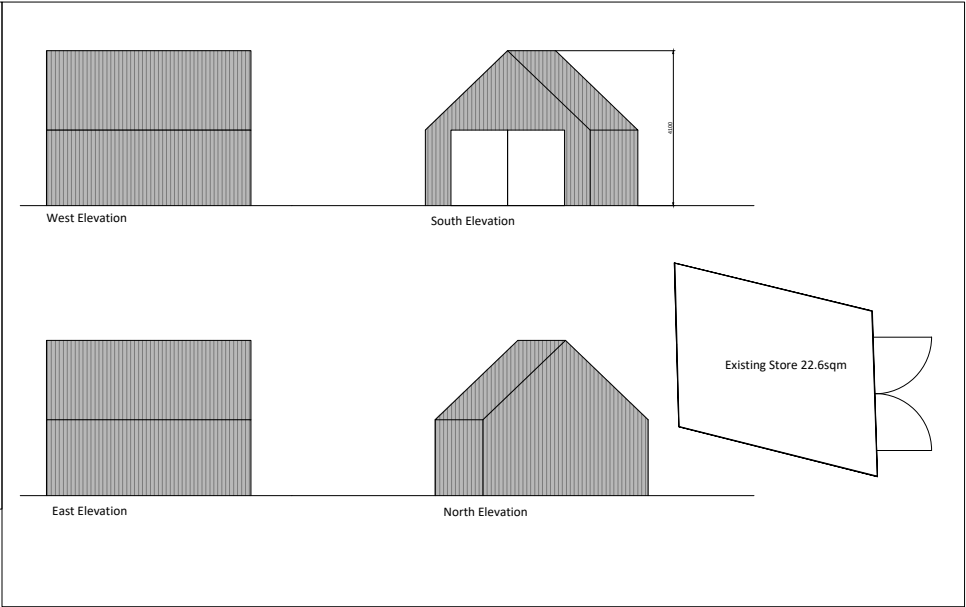 4100
West Elevation
South Elevation
Existing Store 22.6sqm
East Elevation
North Elevation